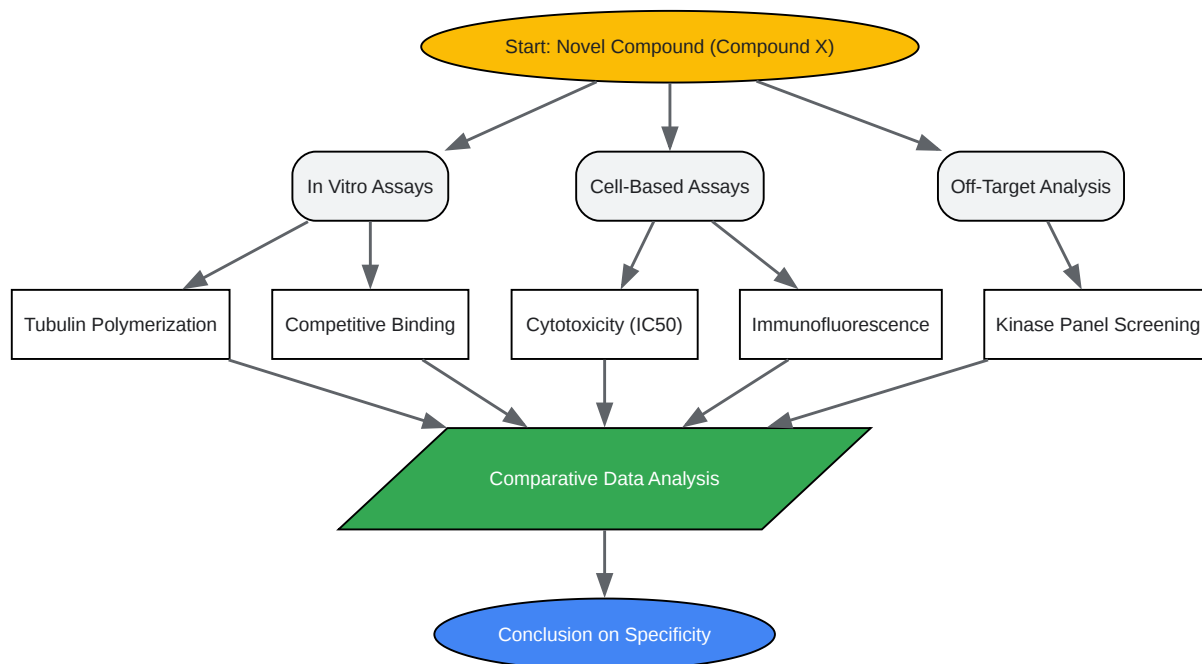 Start: Novel Compound (Compound X)
In Vitro Assays
Cell-Based Assays
Off-Target Analysis
Tubulin Polymerization
Competitive Binding
Cytotoxicity (IC50)
Immunofluorescence
Kinase Panel Screening
Comparative Data Analysis
Conclusion on Specificity